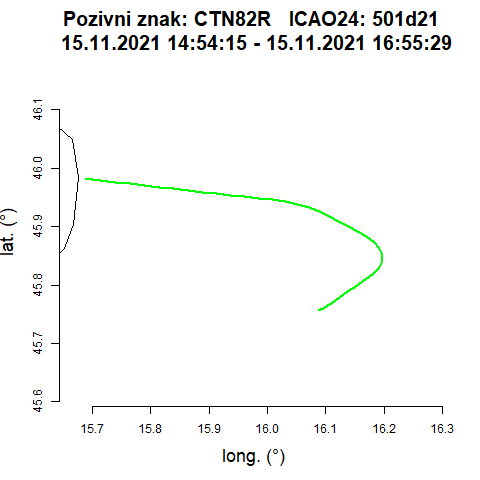 Pozivni znak: CTN82R   ICAO24: 501d21
15.11.2021 14:54:15 - 15.11.2021 16:55:29
46.1
46.0
45.9
45.8
45.7
45.6
lat. (°)
15.7 15.8 15.9 16.0 16.1 16.2 16.3
long. (°)